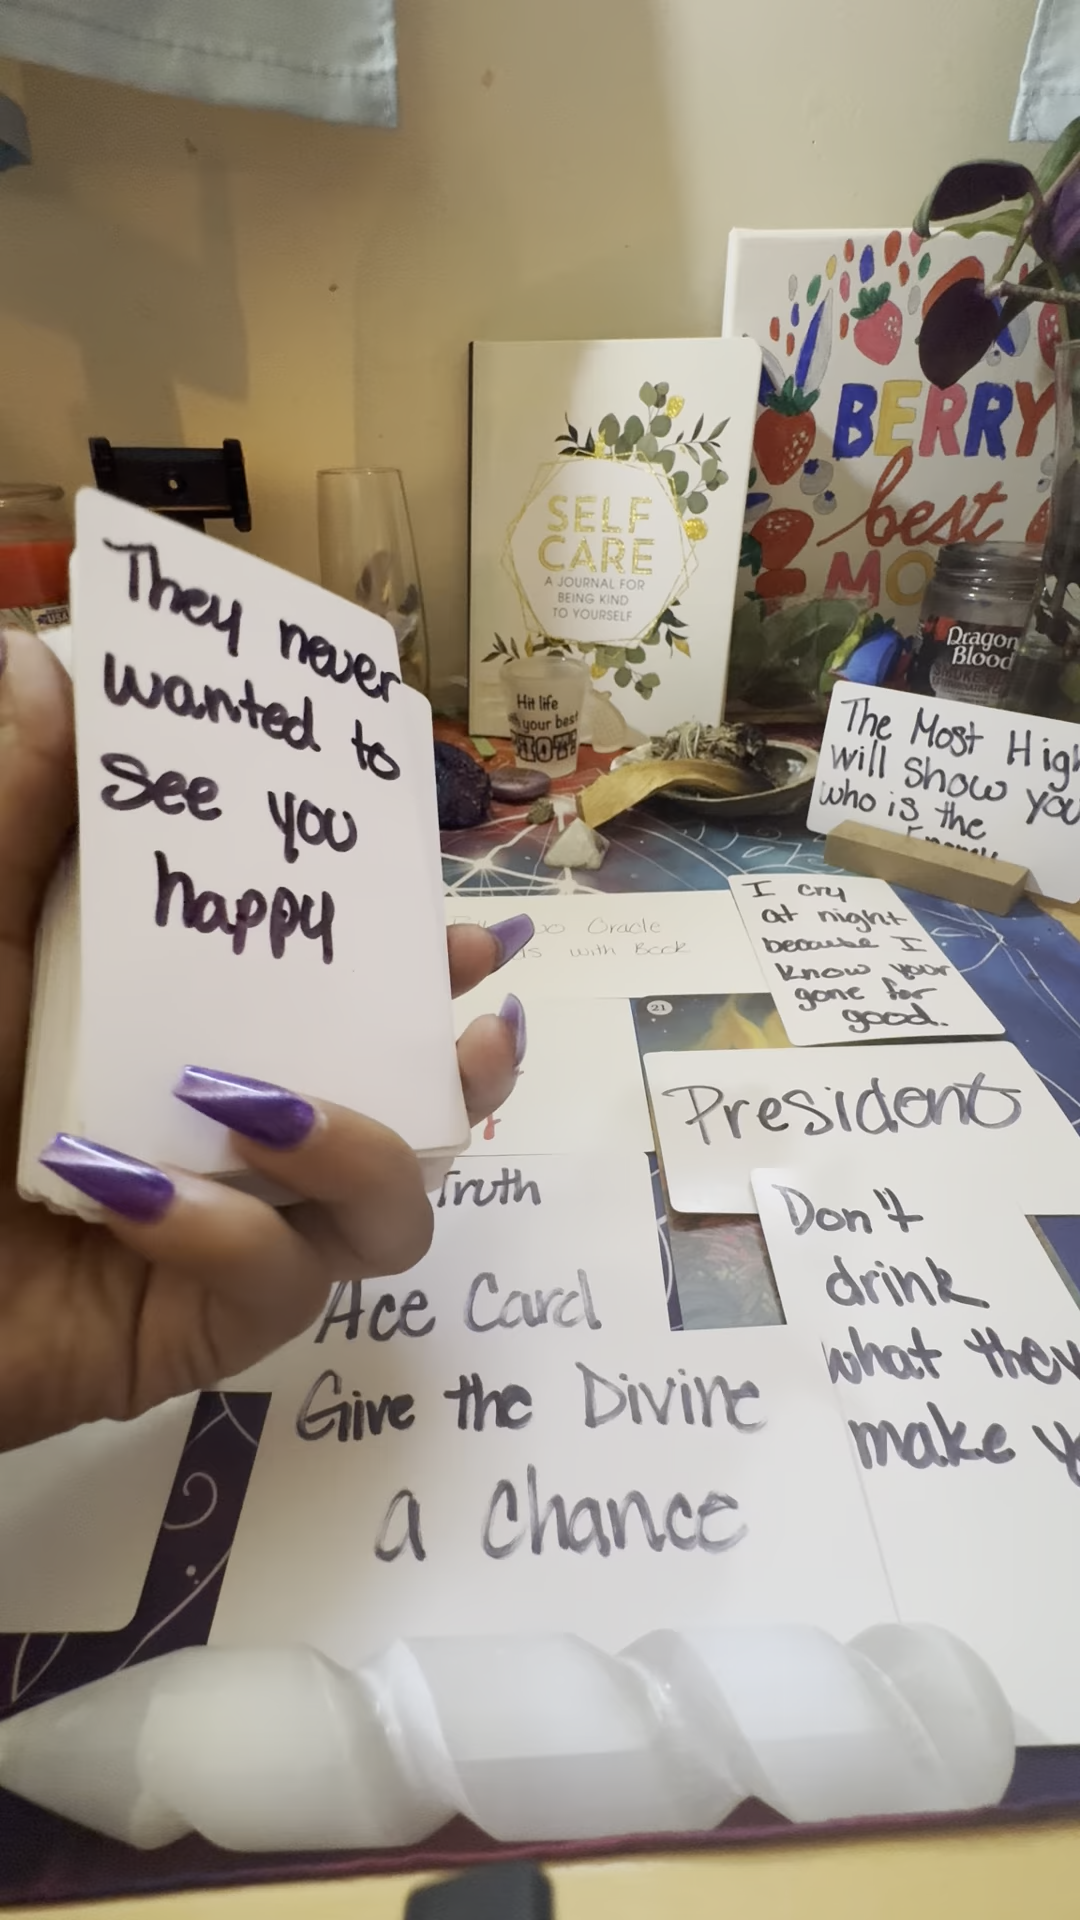 They never
wanted to
see you
happy
SELF
CARE
A JOURNAL FOR
BEING KIND
TO YOURSELF
BERRY
best
Hit life
your best
Dragon
Blood
The Most High
will show you
who is the
I cry
at night
because I
know your
gone for
good.
Oracle
with Book
21
President
Truth
Ace Card
Give the Divine
a Chance
Don't
drink
what they
make